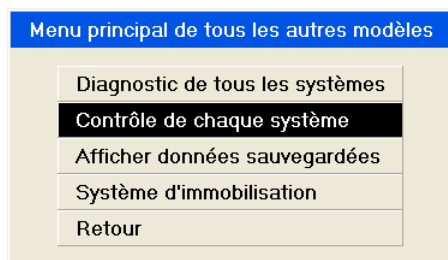 Menu principal de tous les autres modèles
Diagnostic de tous les systèmes
Contrôle de chaque système
Afficher données sauvegardées
Système d'immobilisation
Retour